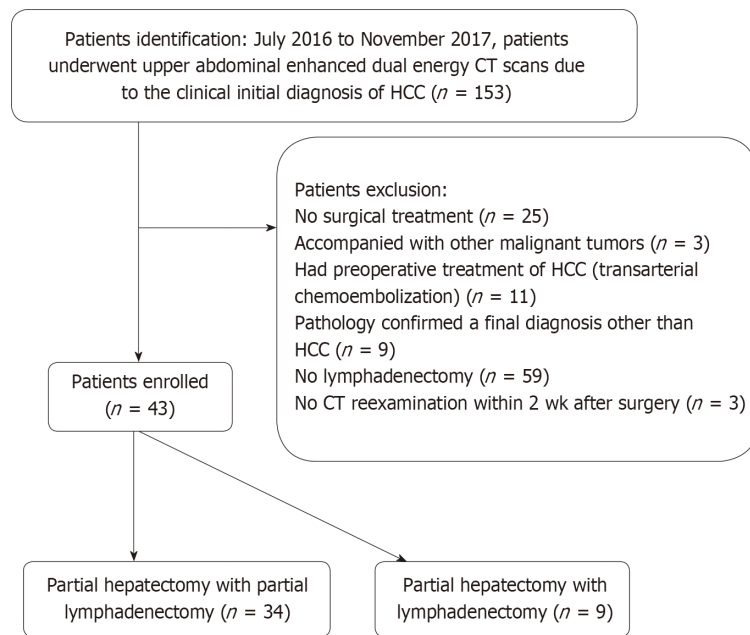 Patients identification: July 2016 to November 2017, patients
underwent upper abdominal enhanced dual energy CT scans due
to the clinical initial diagnosis of HCC (n = 153)
Patients exclusion:
No surgical treatment (n = 25)
Accompanied with other malignant tumors (n = 3)
Had preoperative treatment of HCC (transarterial
chemoembolization) (n = 11)
Pathology confirmed a final diagnosis other than
HCC (n = 9)
No lymphadenectomy (n = 59)
No CT reexamination within 2 wk after surgery (n = 3)
Patients enrolled
(n = 43)
Partial hepatectomy with partial
lymphadenectomy (n = 34)
Partial hepatectomy with
lymphadenectomy (n = 9)